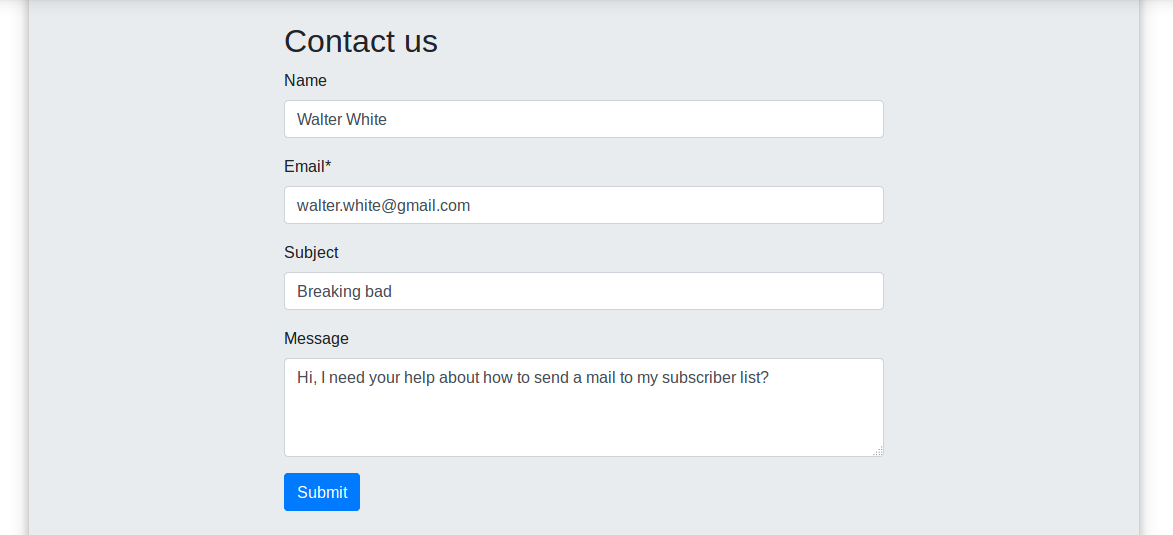 Contact us
Name
Walter White
Email*
walter.white@gmail.com
Subject
Breaking bad
Message
Hi, I need your help about how to send a mail to my subscriber list?
Submit